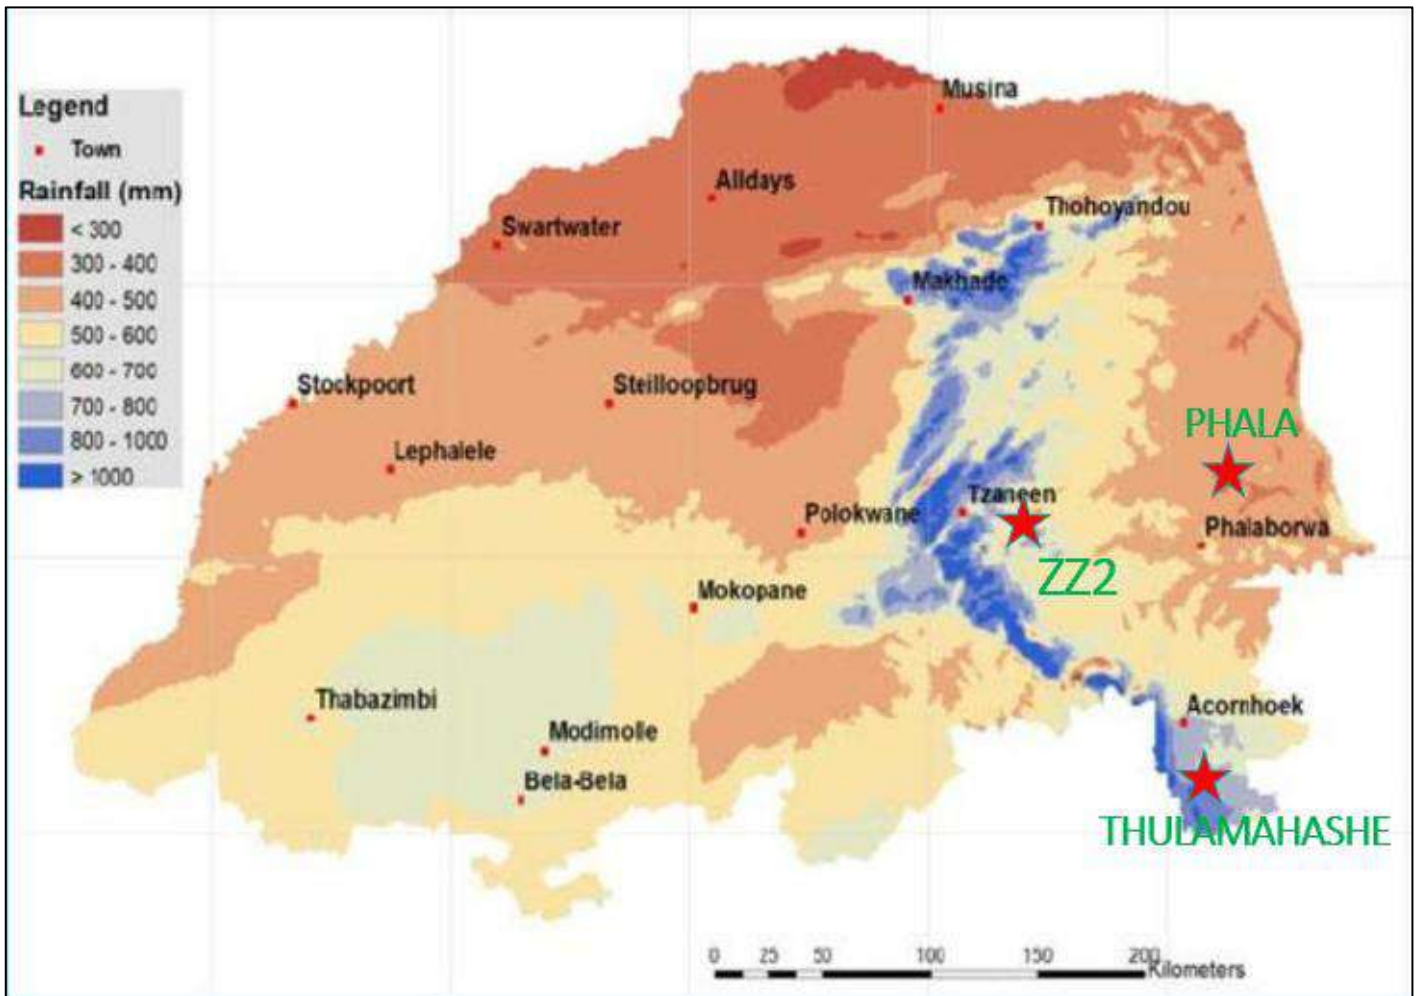 Legend
Town
Rainfall (mm)
< 300
300 - 400
400 - 500
500 - 600
600 - 700
700 - 800
800 - 1000
> 1000
Musina
Alldays
Thohoyandou
Swartwater
Makhado
Stockpoort
Steilloopbrug
PHALA
Lephalele
Tzaneen
Polokwane
Phalaborwa
ZZ2
Mokopane
Thabazimbi
Acornhoek
Modimolle
Bela-Bela
THULAMAHASHE
0 25 50 100 150 200
Kilometers